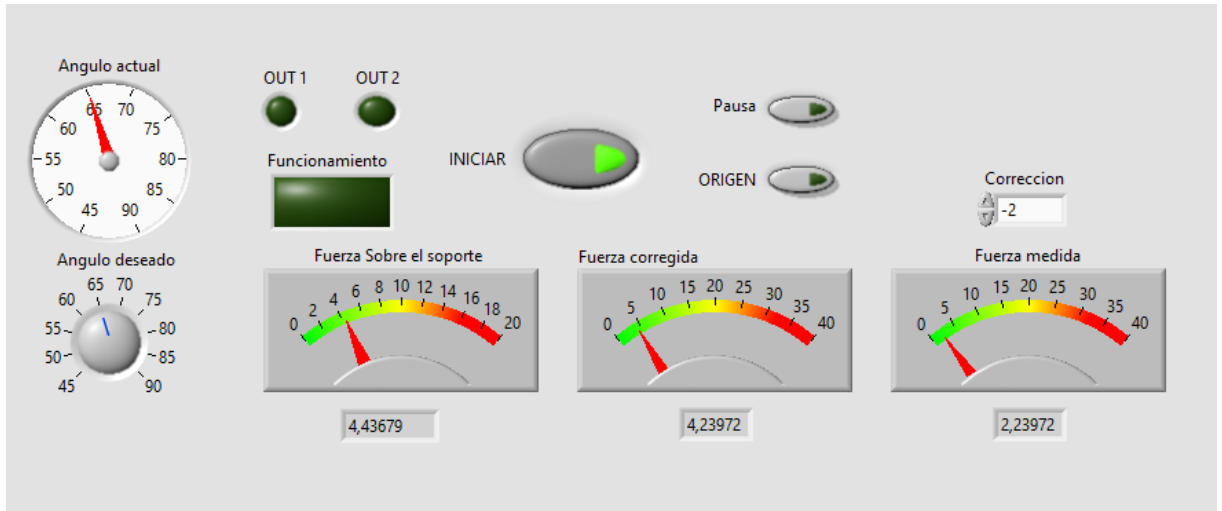 Angulo actual
45 50 55 60 65 70 75 80 85 90
OUT 1 OUT 2
Funcionamiento
INICIAR
Pausa
ORIGEN
Correccion
-2
Angulo deseado
45 50 55 60 65 70 75 80 85 90
Fuerza Sobre el soporte
0 2 4 6 8 10 12 14 16 18 20
4,43679
Fuerza corregida
0 5 10 15 20 25 30 35 40
4,23972
Fuerza medida
0 5 10 15 20 25 30 35 40
2,23972